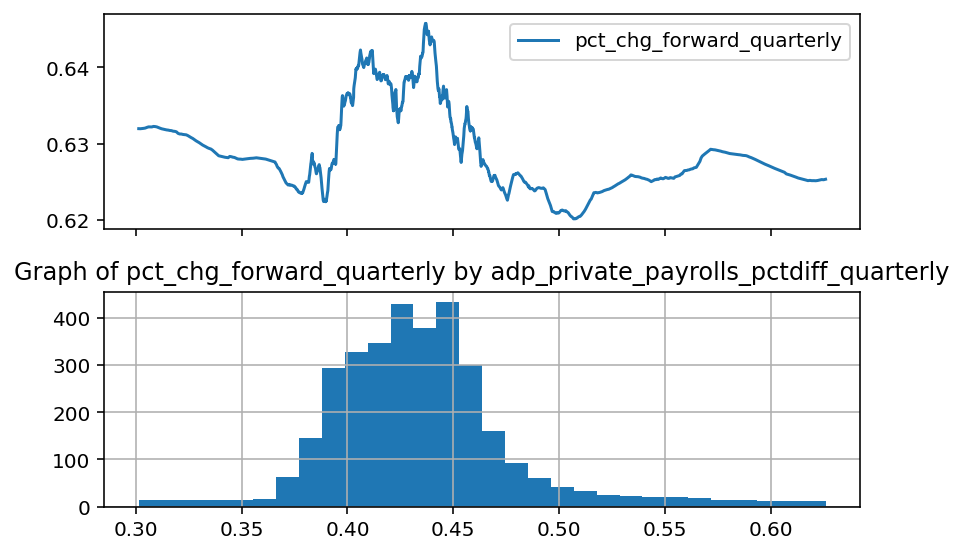 pct_chg_forward_quarterly
0.64
0.63
0.62
Graph of pct_chg_forward_quarterly by adp_private_payrolls_pctdiff_quarterly
400
300
200
100
0
0.30 0.35 0.40 0.45 0.50 0.55 0.60